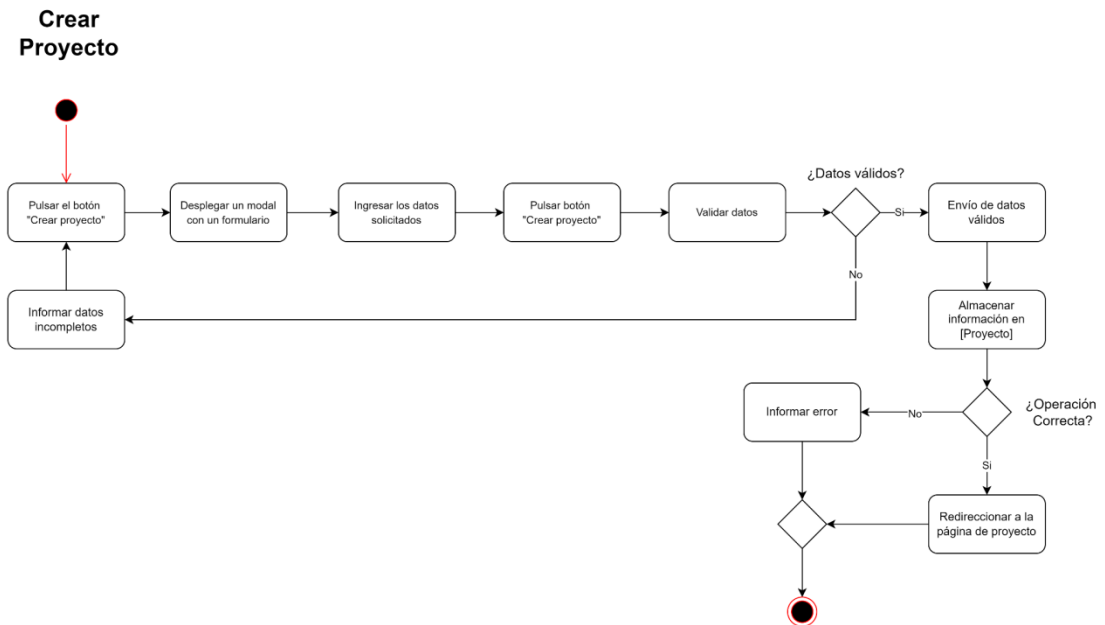 Crear
Proyecto
Pulsar el botón
"Crear proyecto"
Desplegar un modal
con un formulario
Ingresar los datos
solicitados
Pulsar botón
"Crear proyecto"
Validar datos
¿Datos válidos?
Si
Envío de datos
válidos
No
Informar datos
incompletos
Almacenar
información en
[Proyecto]
¿Operación
Correcta?
No
Informar error
Si
Redireccionar a la
página de proyecto